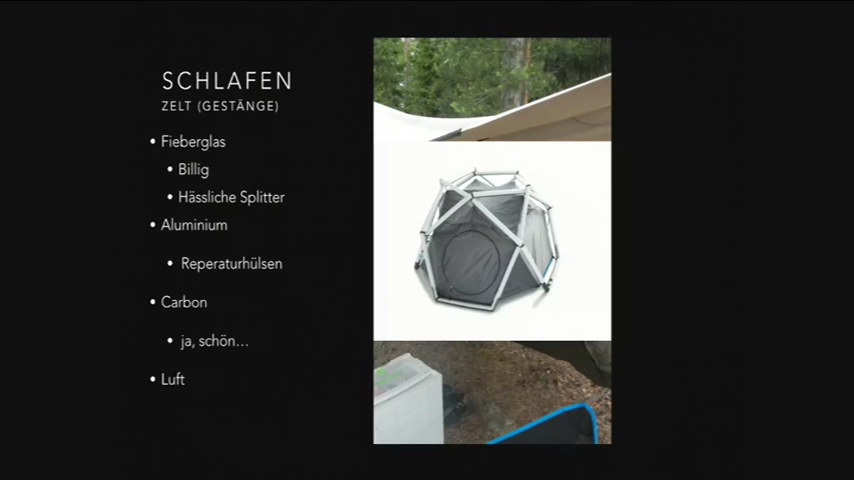 SCHLAFEN
ZELT (GESTÄNGE)
• Fieberglas
• Billig
• Hässliche Splitter
• Aluminium
• Reperaturhülsen
• Carbon
• ja, schön...
• Luft